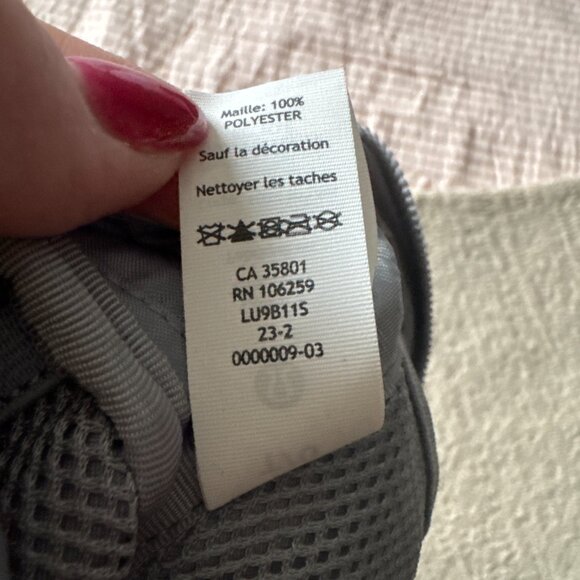 Maille: 100%
POLYESTER
Sauf la décoration
Nettoyer les taches
CA 35801
RN 106259
LU9B11S
23-2
0000009-03